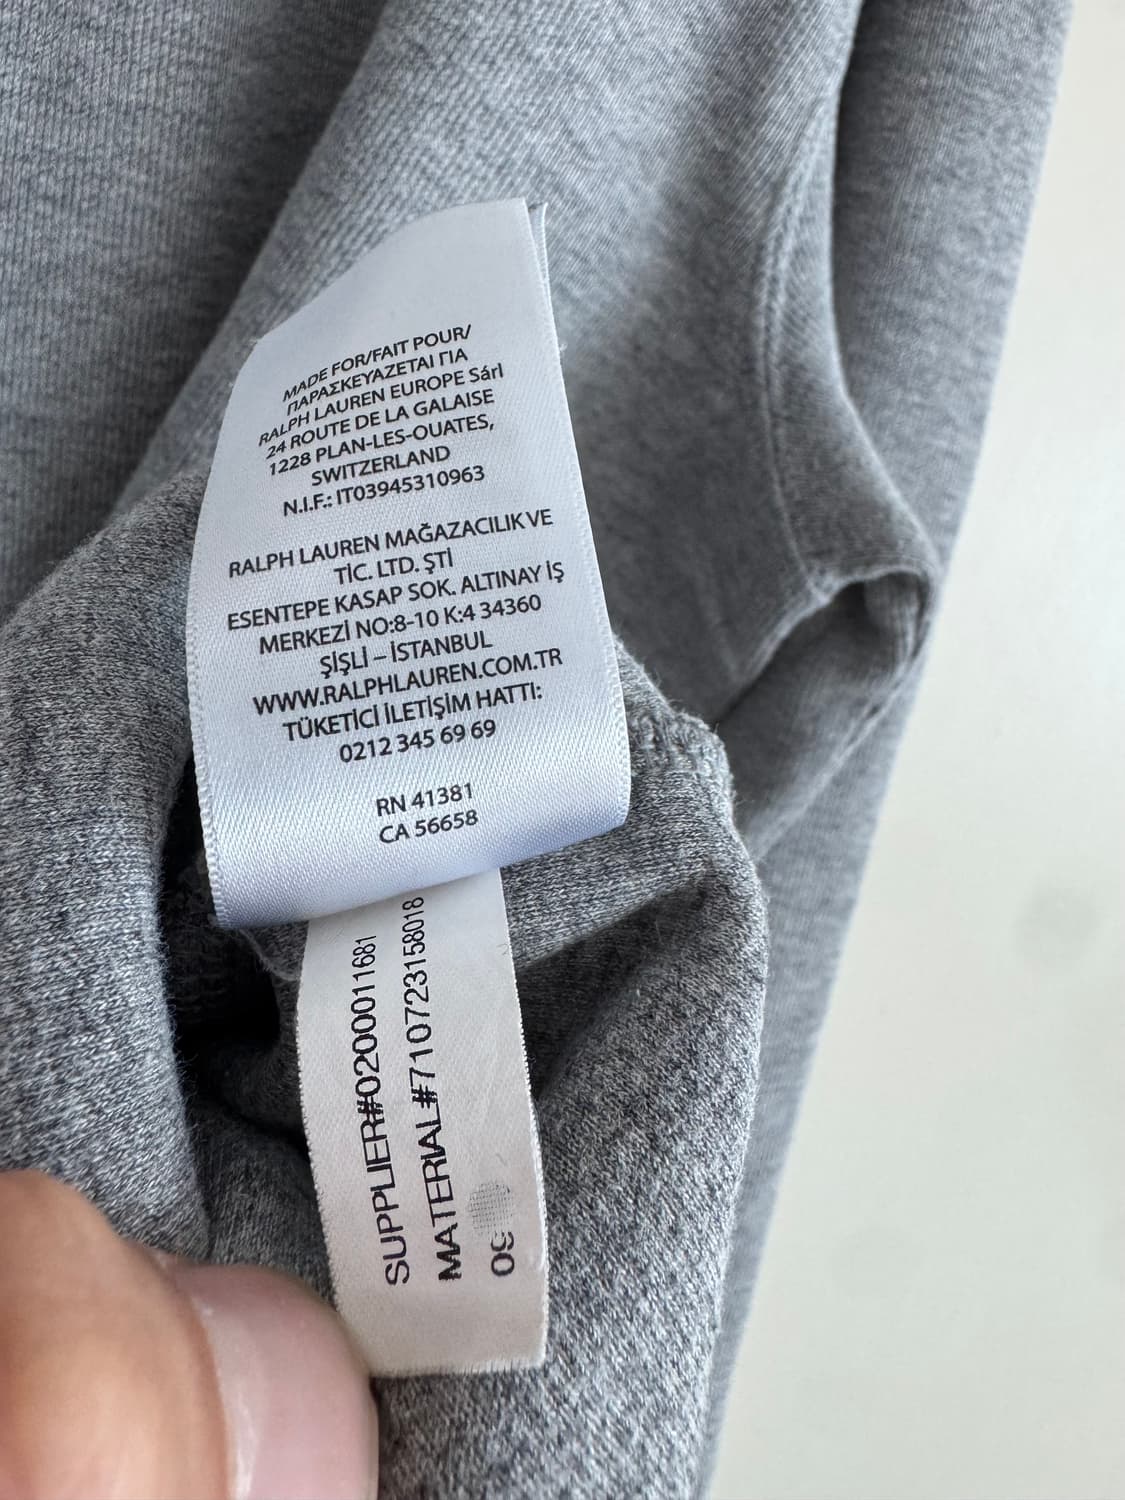 MADE FOR/FAIT POUR/
ΠΑΡΑΣΚΕΥΑΖΕΤΑΙ ΓΙΑ
RALPH LAUREN EUROPE Sárl
24 ROUTE DE LA GALAISE
1228 PLAN-LES-OUATES,
SWITZERLAND
N.I.F.: IT03945310963
RALPH LAUREN MAĞAZACILIK VE
TİC. LTD. ŞTİ
ESENTEPE KASAP SOK. ALTINAY İŞ
MERKEZİ NO:8-10 K:4 34360
ŞİŞLİ – İSTANBUL
WWW.RALPHLAUREN.COM.TR
TÜKETİCİ İLETİŞİM HATTI:
0212 345 69 69
RN 41381
CA 56658
SUPPLIER#0200011681
MATERIAL#710723158018